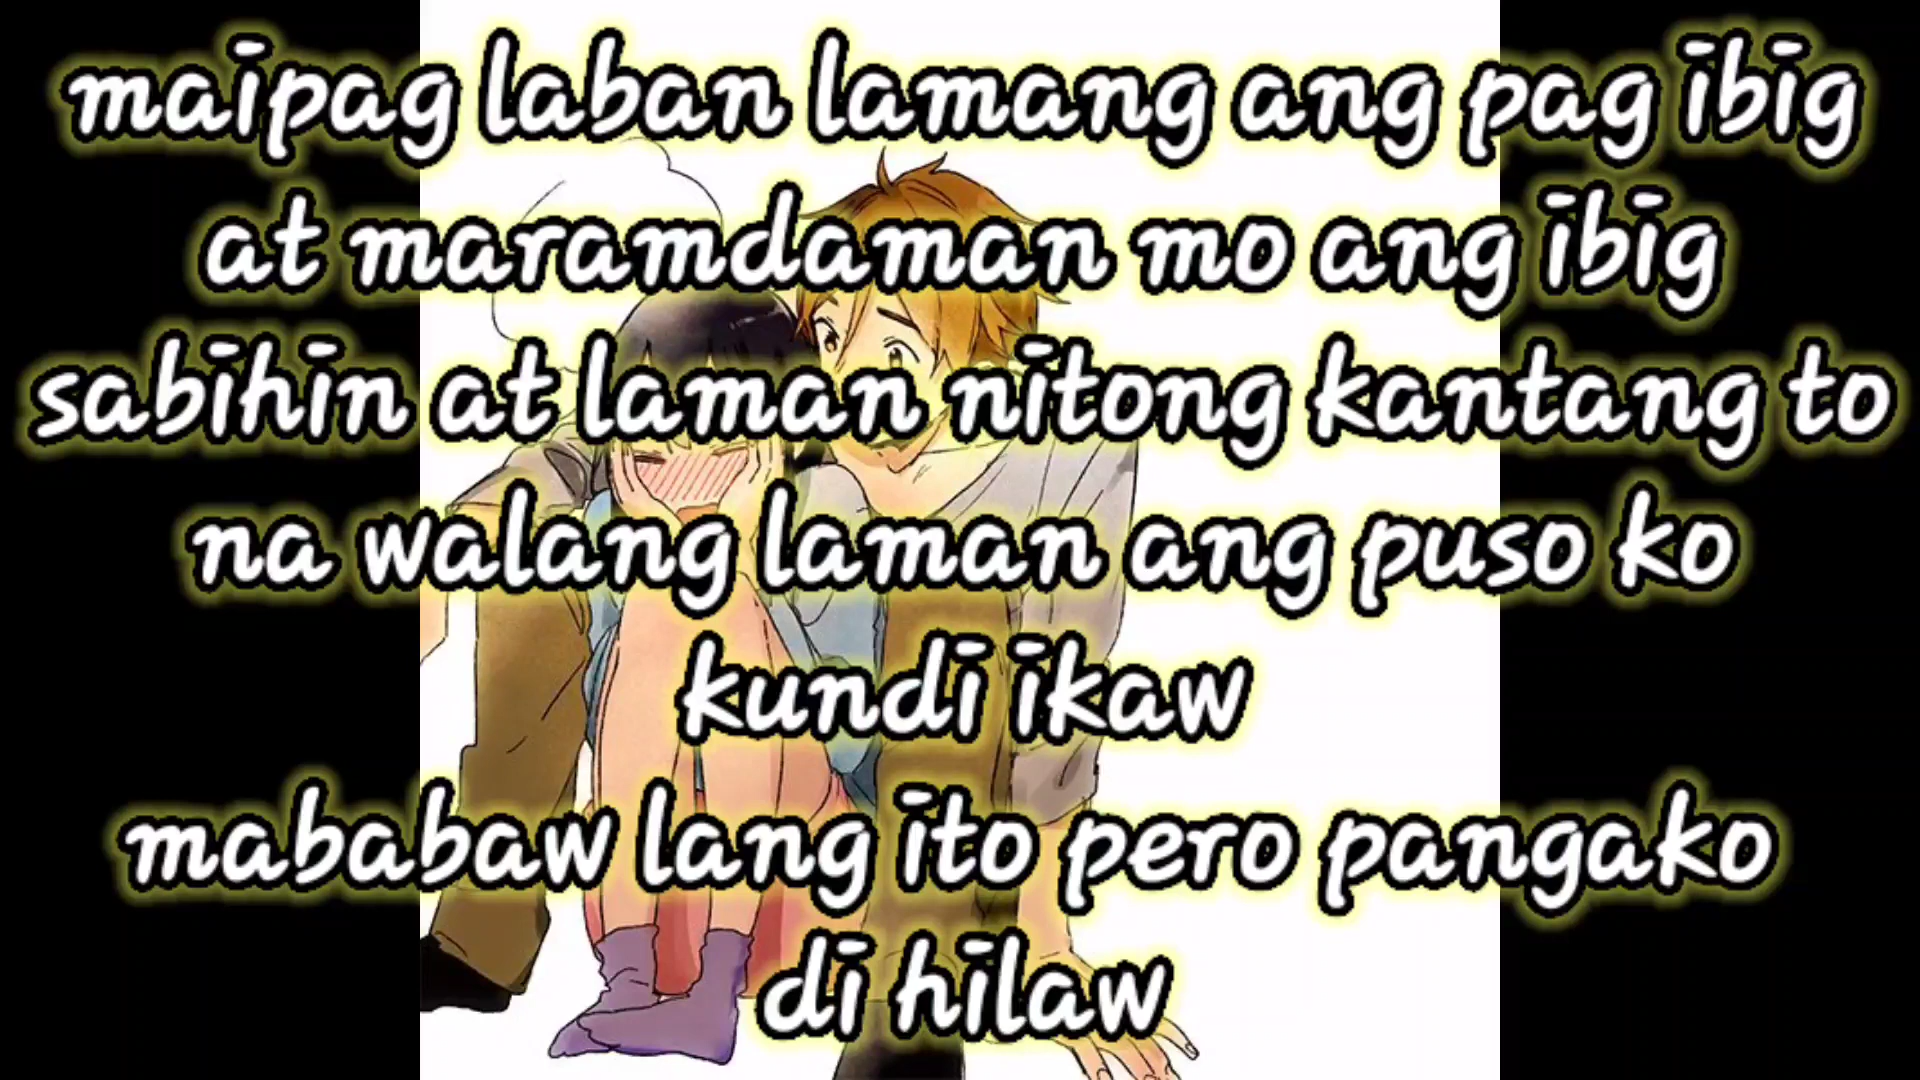 maipag laban lamang ang pag ibig
at maramdaman mo ang ibig
sabihin at laman nitong kantang to
na walang laman ang puso ko
kundi ikaw
mababaw lang ito pero pangako
di hilaw